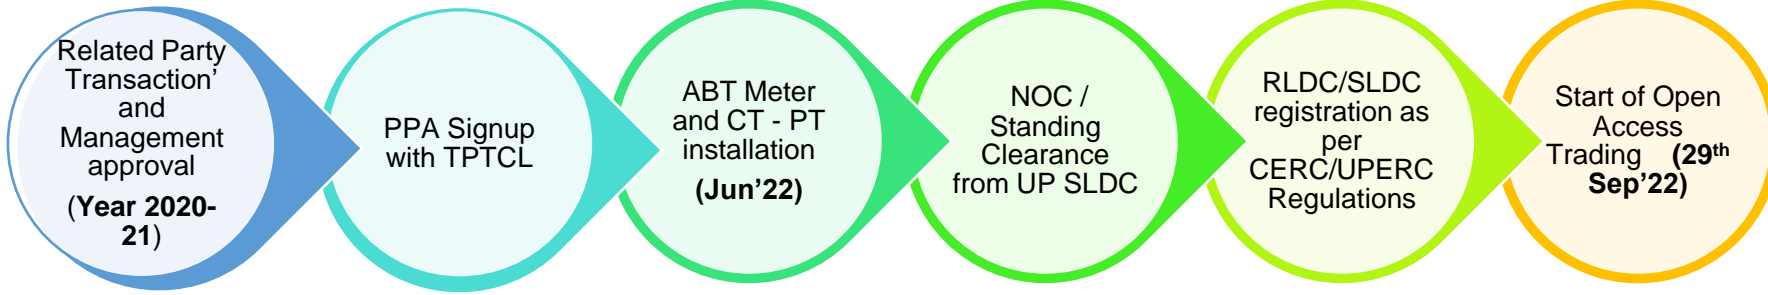 Related Party
Transaction’
and
Management
approval
(Year 2020-
21)
PPA Signup
with TPTCL
ABT Meter
and CT - PT
installation
(Jun’22)
NOC /
Standing
Clearance
from UP SLDC
RLDC/SLDC
registration as
per
CERC/UPERC
Regulations
Start of Open
Access
Trading (29th
Sep’22)